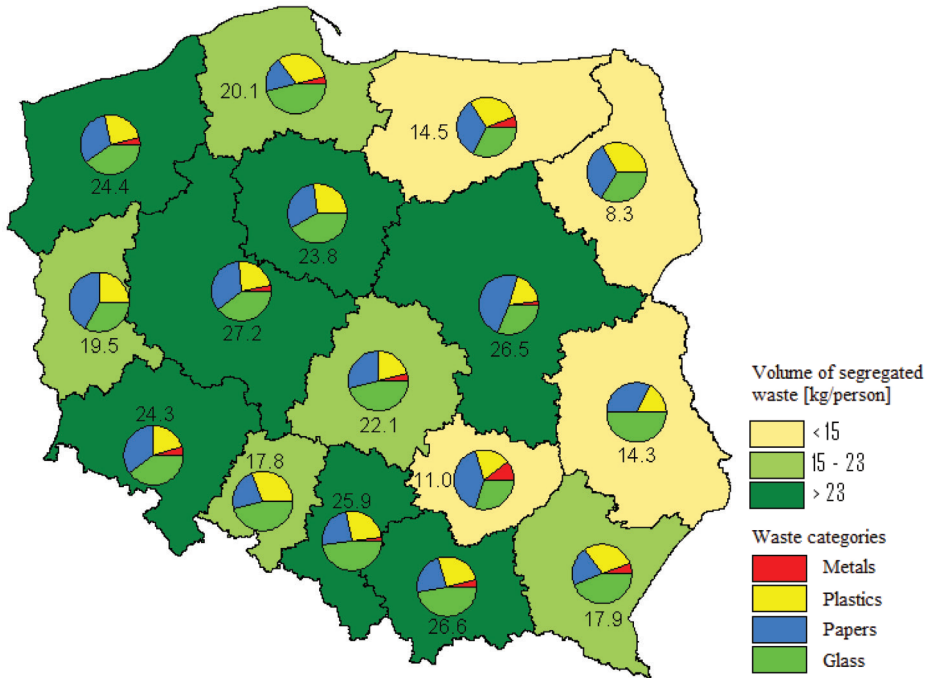 20.1
14.5
24.4
8.3
23.8
19.5
27.2
26.5
24.3
22.1
14.3
17.8
11.0
25.9
26.6
17.9
Volume of segregated
waste [kg/person]
<15
15 - 23
>23
Waste categories
Metals
Plastics
Papers
Glass